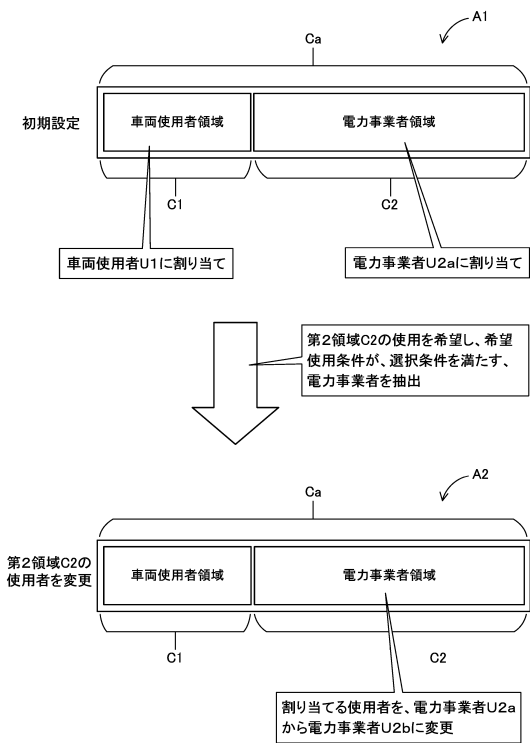 A1
Ca
初期設定
車両使用者領域
電力事業者領域
C1
C2
車両使用者U1に割り当て
電力事業者U2aに割り当て
第2領域C2の使用を希望し、希望
使用条件が、選択条件を満たす、
電力事業者を抽出
A2
Ca
第2領域C2の
使用者を変更
車両使用者領域
電力事業者領域
C1
C2
割り当てる使用者を、電力事業者U2a
から電力事業者U2bに変更